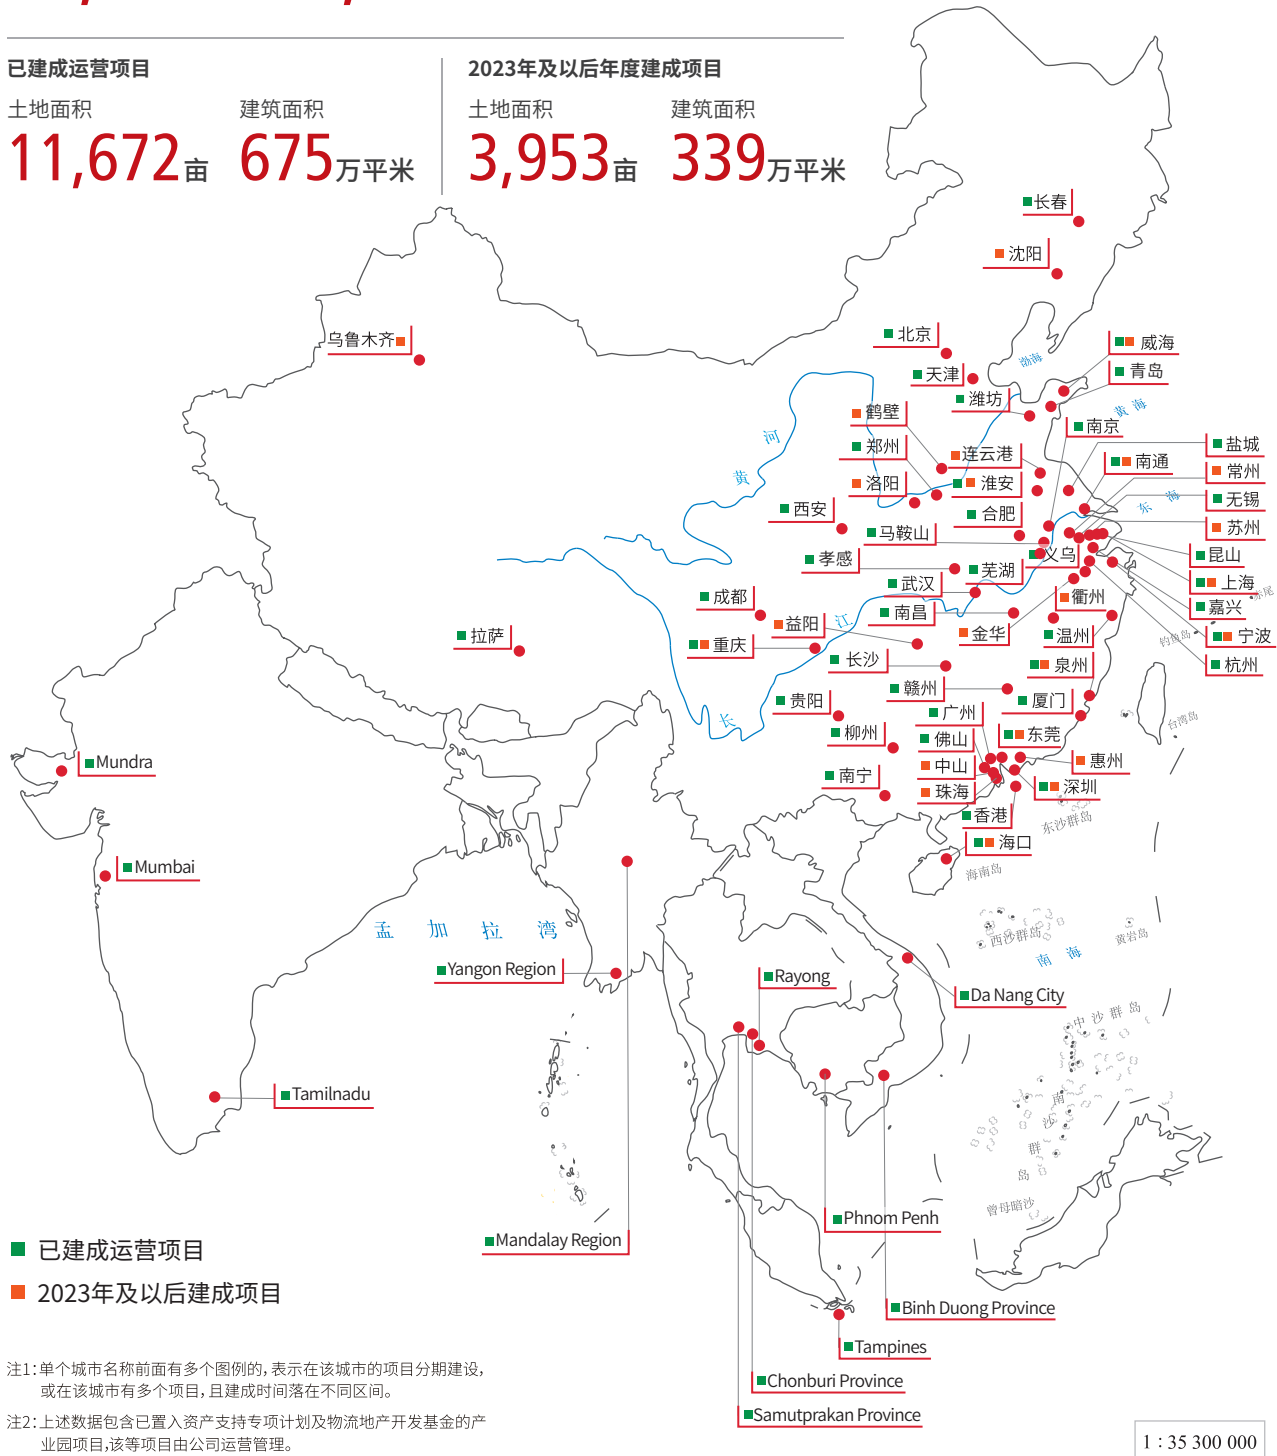 已建成运营项目
土地面积 建筑面积
11,672亩 675万平米
2023年及以后年度建成项目
土地面积 建筑面积
3,953亩 339万平米
长春
沈阳
乌鲁木齐
北京
天津
渤海
威海
青岛
潍坊
黄海
鹤壁
南京
河
郑州
连云港
盐城
南通
常州
黄
洛阳
淮安
无锡
东海
西安
合肥
苏州
马鞍山
义乌
昆山
孝感
芜湖
上海
赤尾
武汉
成都
衢州
嘉兴
南昌
江
益阳
金华
温州
宁波
拉萨
钓鱼岛
重庆
长沙
泉州
杭州
赣州
贵阳
厦门
广州
长
台湾岛
柳州
佛山
东莞
中山
惠州
Mundra
南宁
珠海
深圳
香港
东沙群岛
海口
Mumbai
海南岛
孟加拉湾
西沙群岛
黄岩岛
南海
Yangon Region
Rayong
Da Nang City
中沙群岛
Tamilnadu
南沙群岛
曾母暗沙
Phnom Penh
Mandalay Region
已建成运营项目
2023年及以后建成项目
Binh Duong Province
Tampines
Chonburi Province
Samutprakan Province
注1：单个城市名称前面有多个图例的，表示在该城市的项目分期建设，
或在该城市有多个项目，且建成时间落在不同区间。
注2：上述数据包含已置入资产支持专项计划及物流地产开发基金的产
业园项目,该等项目由公司运营管理。
1 : 35 300 000